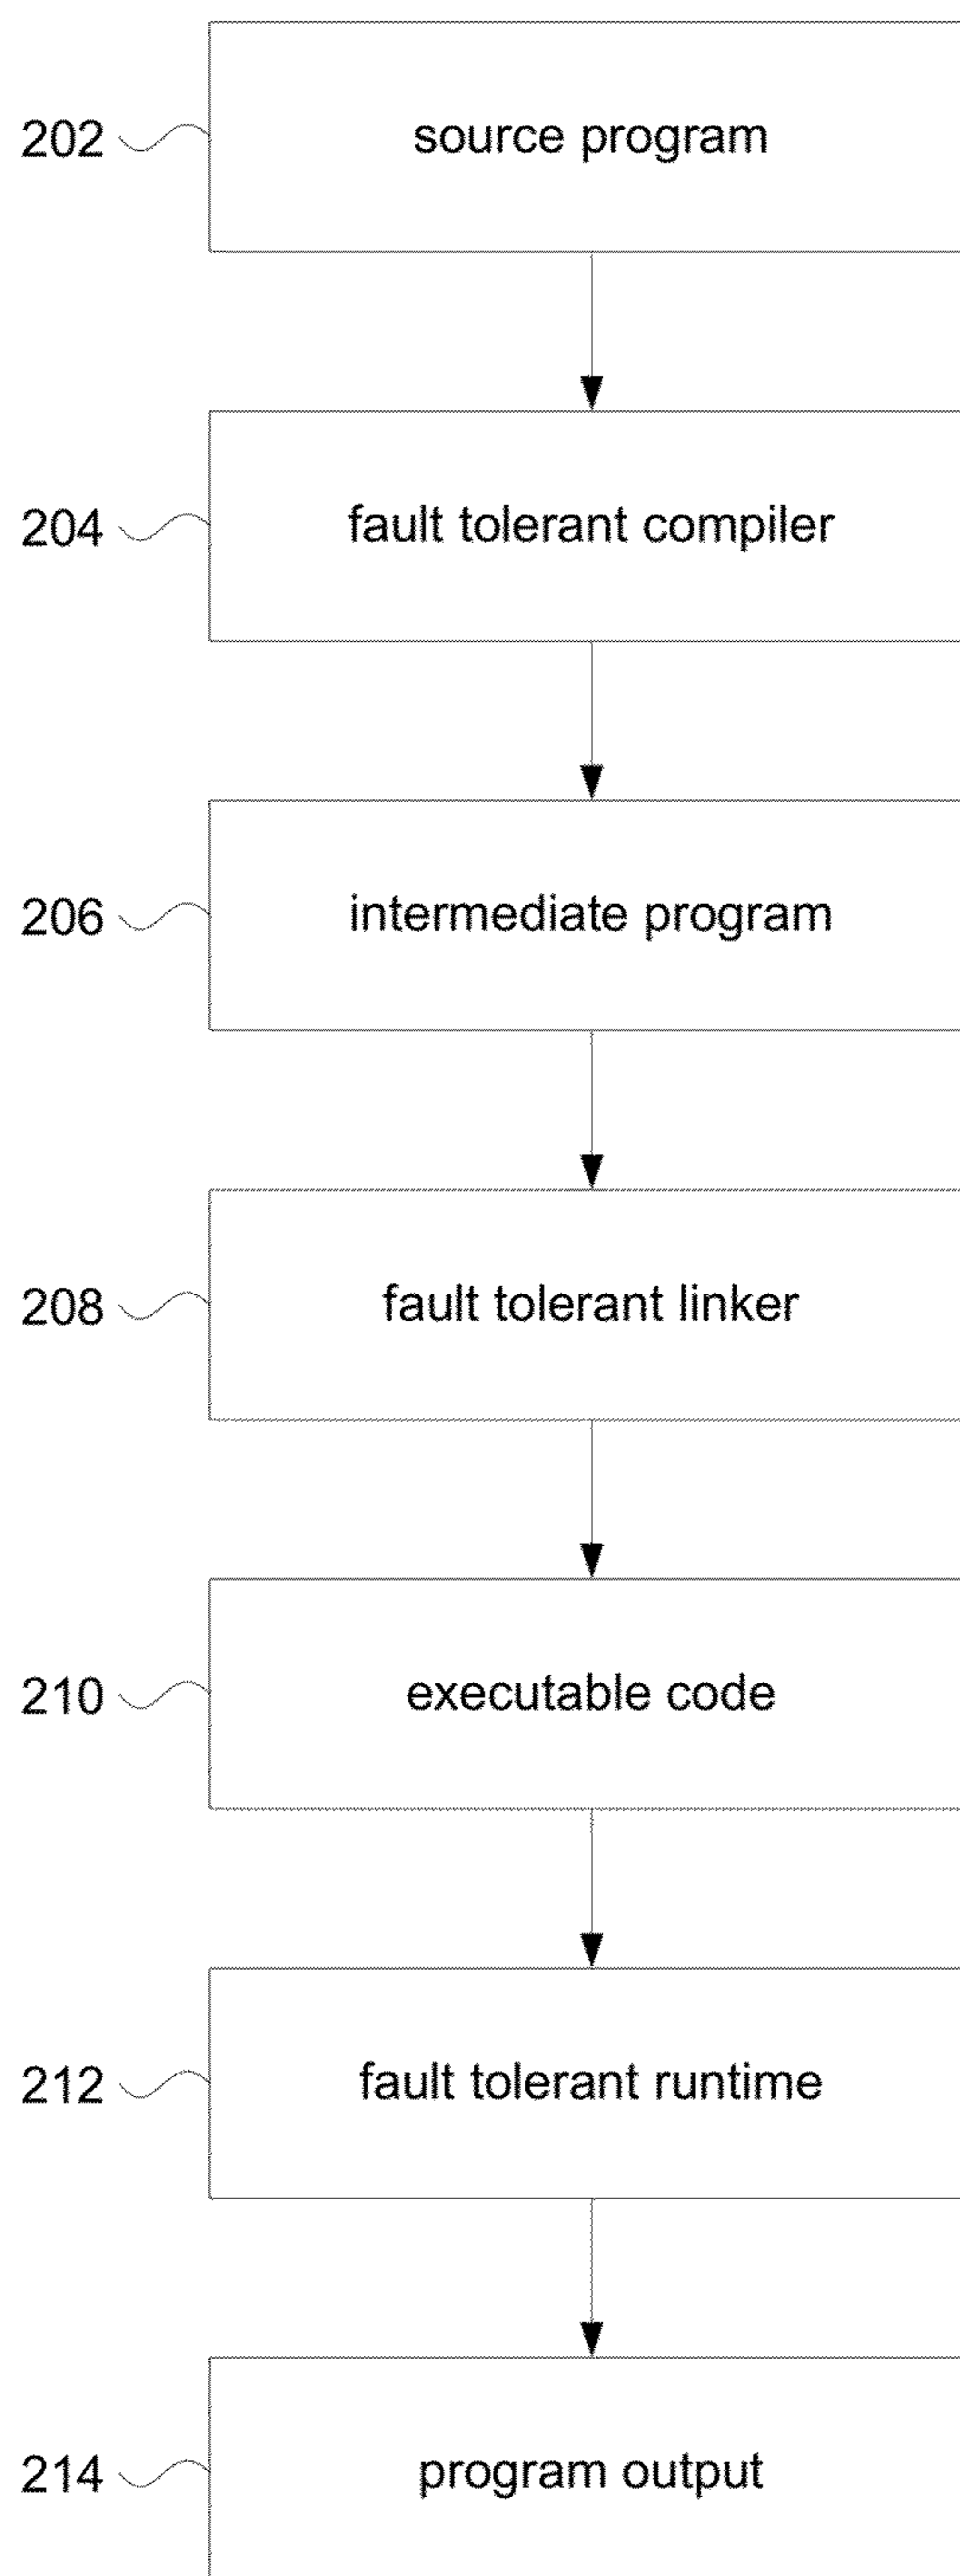 202 source program
204 fault tolerant compiler
206 intermediate program
208 fault tolerant linker
210 executable code
212 fault tolerant runtime
214 program output